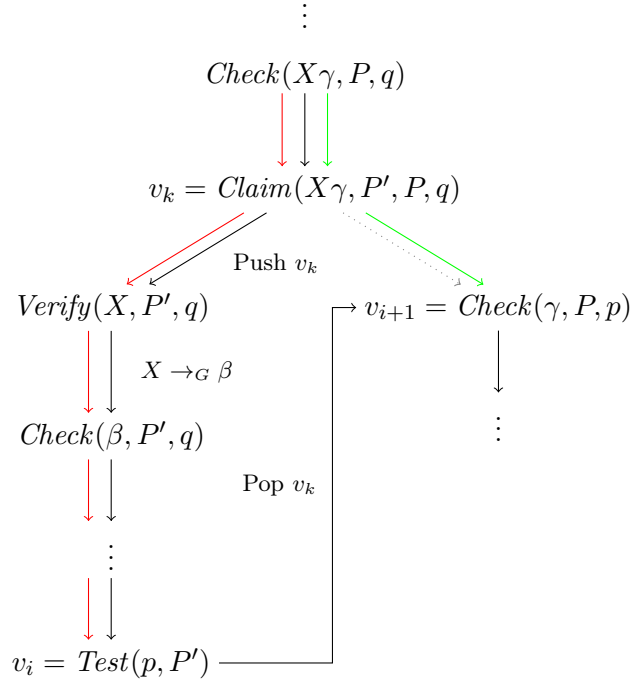 ⋮
Check(Xγ, P, q)
v_k = Claim(Xγ, P′, P, q)
Push v_k
Verify(X, P′, q)
v_{i+1} = Check(γ, P, p)
X →_G β
Check(β, P′, q)
⋮
Pop v_k
⋮
v_i = Test(p, P′)